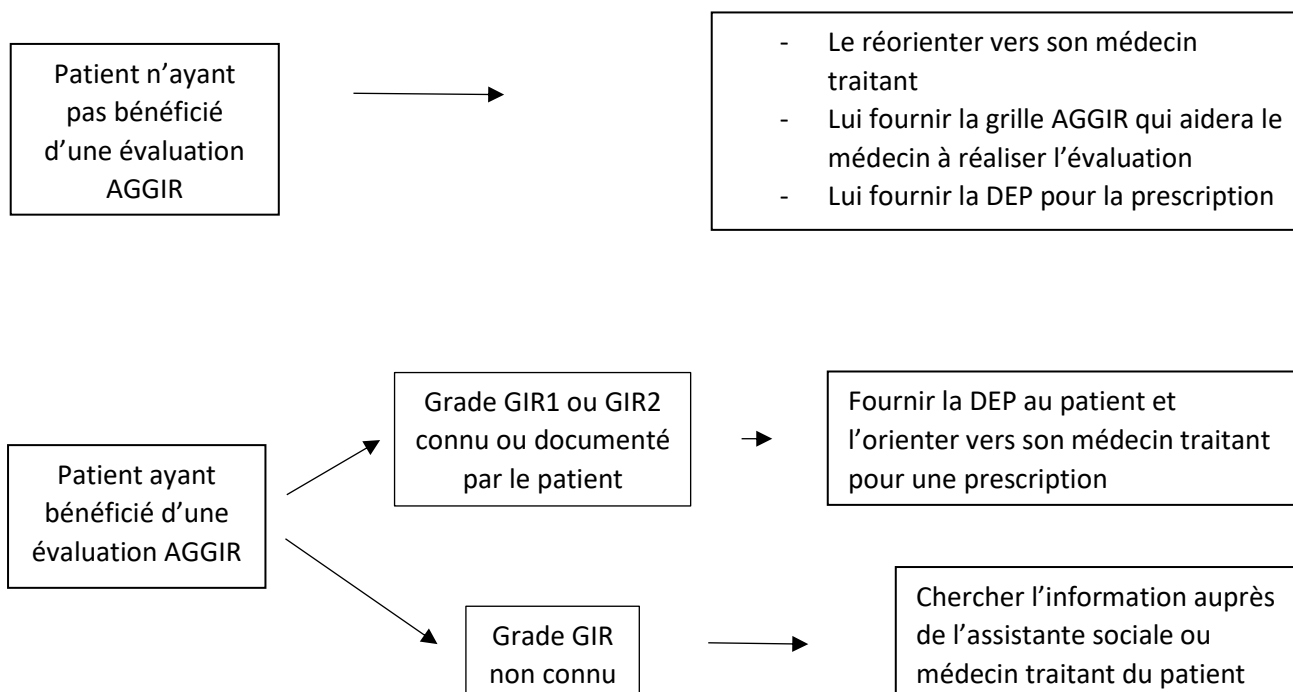 Patient n’ayant
pas bénéficié
d’une évaluation
AGGIR
- Le réorienter vers son médecin
traitant
- Lui fournir la grille AGGIR qui aidera le
médecin à réaliser l’évaluation
- Lui fournir la DEP pour la prescription
Patient ayant
bénéficié d’une
évaluation AGGIR
Grade GIR1 ou GIR2
connu ou documenté
par le patient
Fournir la DEP au patient et
l’orienter vers son médecin traitant
pour une prescription
Grade GIR
non connu
Chercher l’information auprès
de l’assistante sociale ou
médecin traitant du patient